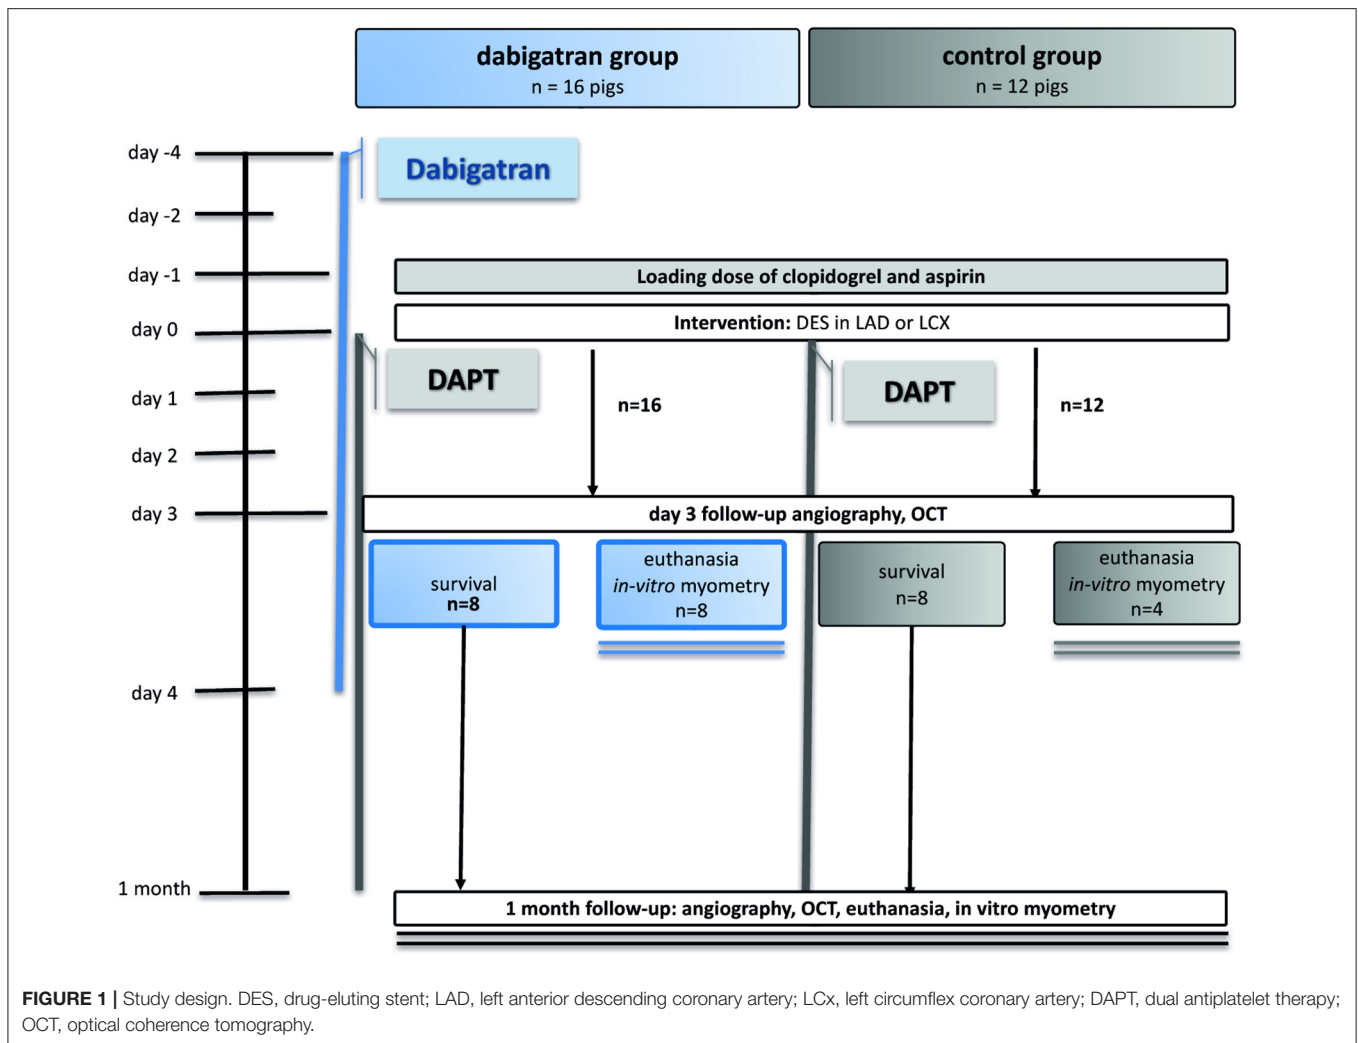 dabigatran group
n = 16 pigs
control group
n = 12 pigs
day -4
Dabigatran
day -2
day -1
Loading dose of clopidogrel and aspirin
day 0
Intervention: DES in LAD or LCX
DAPT
DAPT
day 1
n=16
n=12
day 2
day 3
day 3 follow-up angiography, OCT
survival
n=8
euthanasia
in-vitro myometry
n=8
survival
n=8
euthanasia
in-vitro myometry
n=4
day 4
1 month
1 month follow-up: angiography, OCT, euthanasia, in vitro myometry
FIGURE 1 | Study design. DES, drug-eluting stent; LAD, left anterior descending coronary artery; LCx, left circumflex coronary artery; DAPT, dual antiplatelet therapy;
OCT, optical coherence tomography.